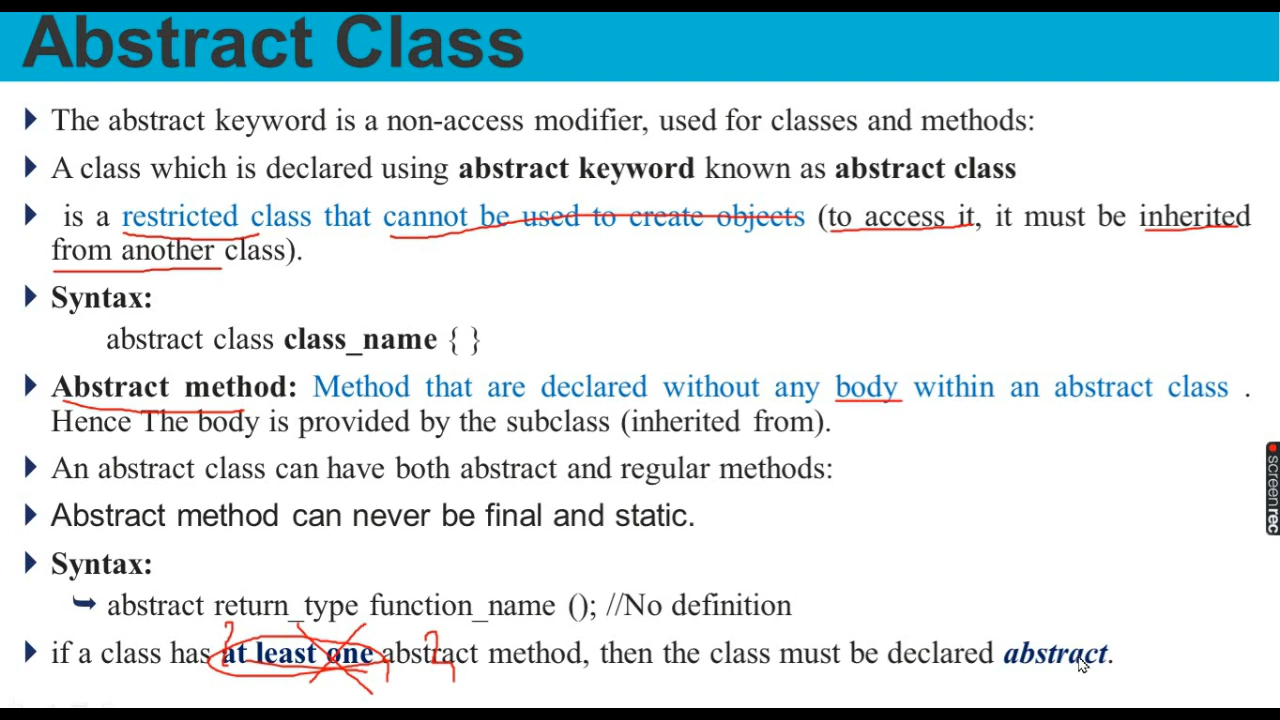 Abstract Class
The abstract keyword is a non-access modifier, used for classes and methods:
A class which is declared using abstract keyword known as abstract class
is a restricted class that cannot be used to create objects (to access it, it must be inherited
from another class).
Syntax:
abstract class class_name { }
Abstract method: Method that are declared without any body within an abstract class .
Hence The body is provided by the subclass (inherited from).
An abstract class can have both abstract and regular methods:
Abstract method can never be final and static.
Syntax:
abstract return_type function_name (); //No definition
if a class has at least one abstract method, then the class must be declared abstract.
screenrec